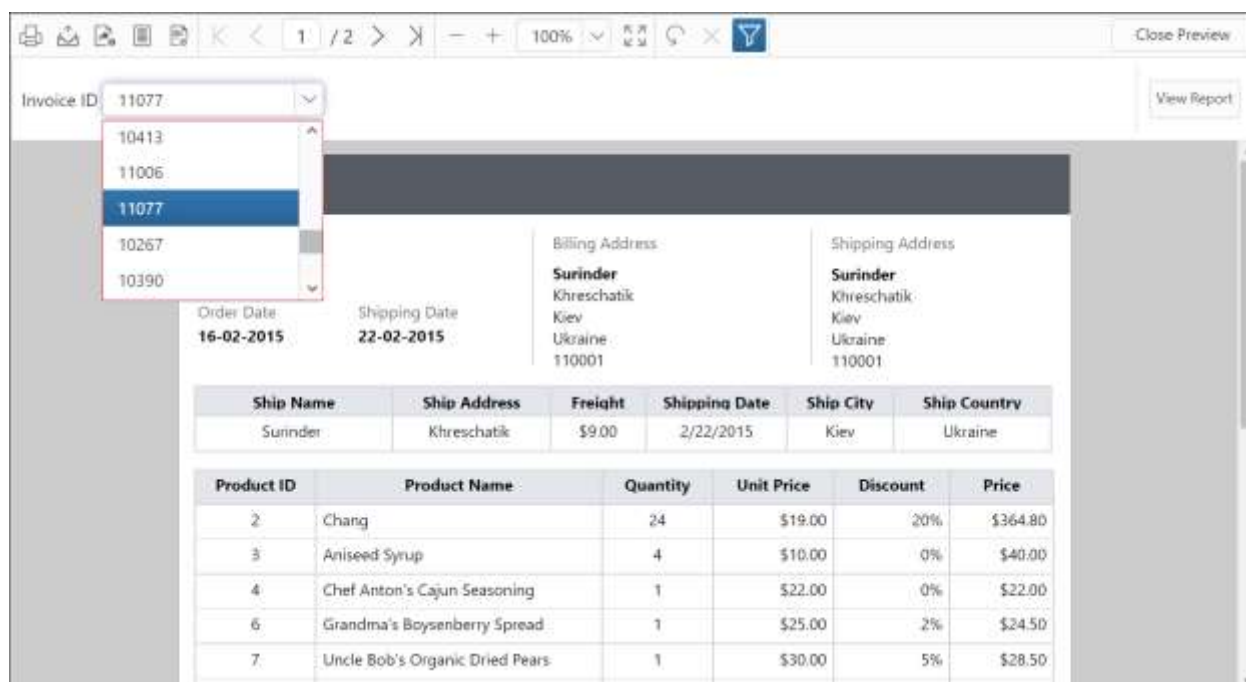 1 / 2 100% Close Preview
Invoice ID 11077 View Report
10413
11006
11077
10267
10390
Billing Address Shipping Address
Surinder Surinder
Khreschatik Khreschatik
Order Date Shipping Date Kiev Kiev
16-02-2015 22-02-2015 Ukraine Ukraine
110001 110001
Ship Name Ship Address Freight Shipping Date Ship City Ship Country
Surinder Khreschatik $9.00 2/22/2015 Kiev Ukraine
Product ID Product Name Quantity Unit Price Discount Price
2 Chang 24 $19.00 20% $364.80
3 Aniseed Syrup 4 $10.00 0% $40.00
4 Chef Anton's Cajun Seasoning 1 $22.00 0% $22.00
6 Grandma's Boysenberry Spread 1 $25.00 2% $24.50
7 Uncle Bob's Organic Dried Pears 1 $30.00 5% $28.50